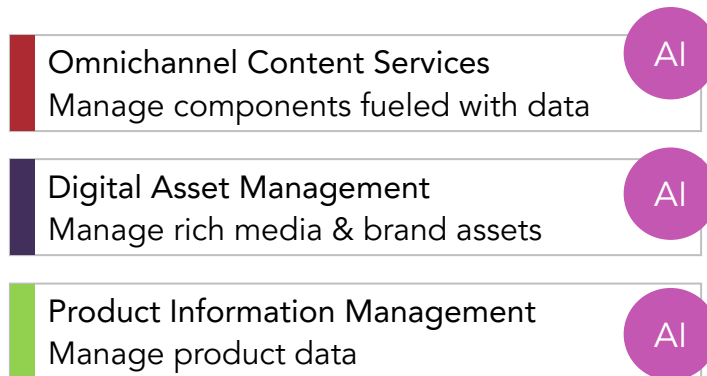 Omnichannel Content Services
AI
Manage components fueled with data
Digital Asset Management
AI
Manage rich media & brand assets
Product Information Management
AI
Manage product data